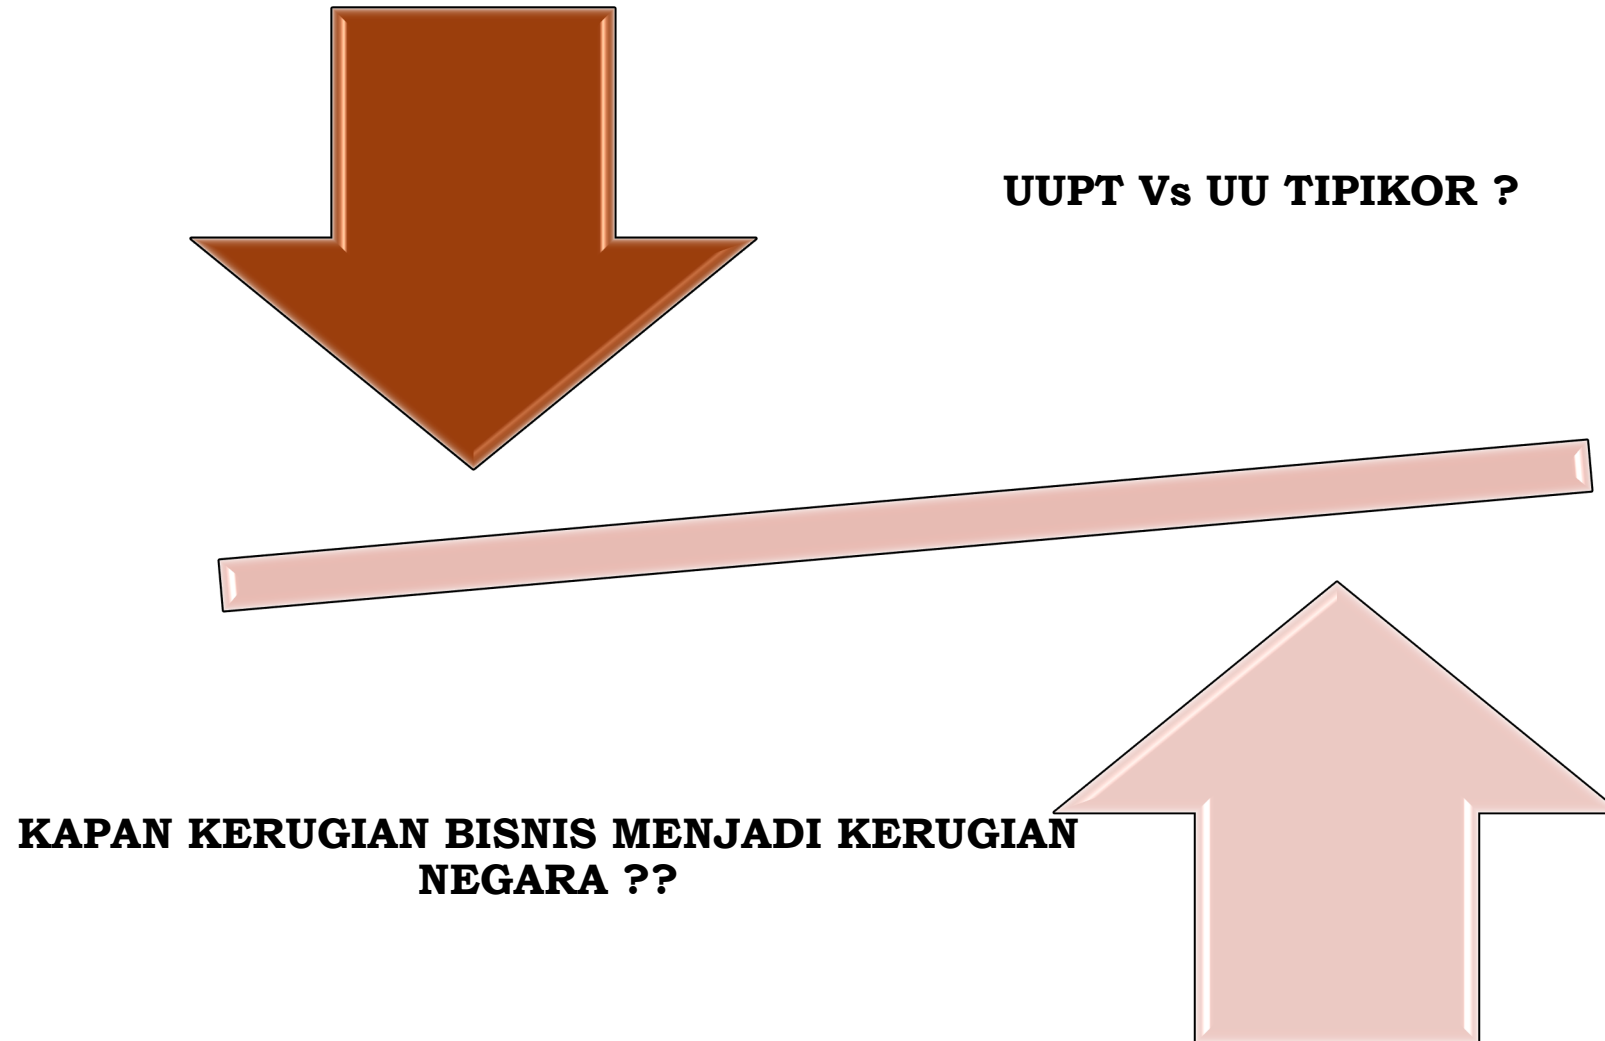 UUPT Vs UU TIPIKOR ?
KAPAN KERUGIAN BISNIS MENJADI KERUGIAN
NEGARA ??